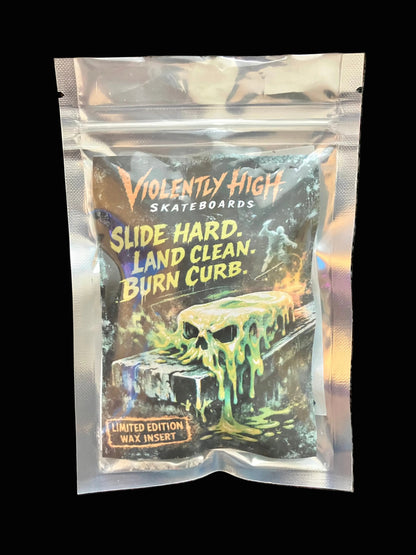 VIOLENTLY HIGH
SKATEBOARDS
SLIDE HARD.
LAND CLEAN.
BURN CURB.
LIMITED EDITION
WAX INSERT